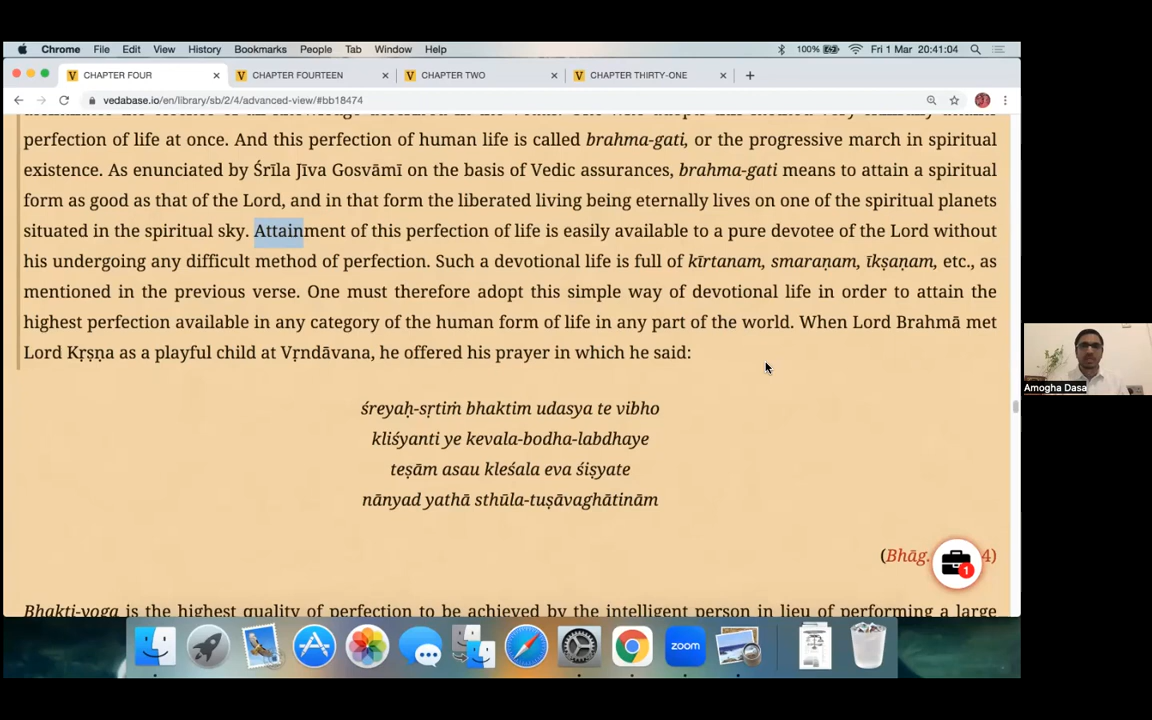 Chrome File Edit View History Bookmarks People Tab Window Help 100% Fri 1 Mar 20:41:04
CHAPTER FOUR CHAPTER FOURTEEN CHAPTER TWO CHAPTER THIRTY-ONE
vedabase.io/en/library/sb/2/4/advanced-view/#bb18474
perfection of life at once. And this perfection of human life is called brahma-gati, or the progressive march in spiritual
existence. As enunciated by Śrīla Jīva Gosvāmī on the basis of Vedic assurances, brahma-gati means to attain a spiritual
form as good as that of the Lord, and in that form the liberated living being eternally lives on one of the spiritual planets
situated in the spiritual sky. Attainment of this perfection of life is easily available to a pure devotee of the Lord without
his undergoing any difficult method of perfection. Such a devotional life is full of kīrtanam, smaraṇam, īkṣaṇam, etc., as
mentioned in the previous verse. One must therefore adopt this simple way of devotional life in order to attain the
highest perfection available in any category of the human form of life in any part of the world. When Lord Brahmā met
Lord Kṛṣṇa as a playful child at Vṛndāvana, he offered his prayer in which he said:
śreyaḥ-sṛtiṁ bhaktim udasya te vibho
kliśyanti ye kevala-bodha-labdhaye
teṣām asau kleśala eva śiṣyate
nānyad yathā sthūla-tuṣāvaghātinām
(Bhāg. 4)
1
Bhakti-yoga is the highest quality of perfection to be achieved by the intelligent person in lieu of performing a large
zoom
Amogha Dasa